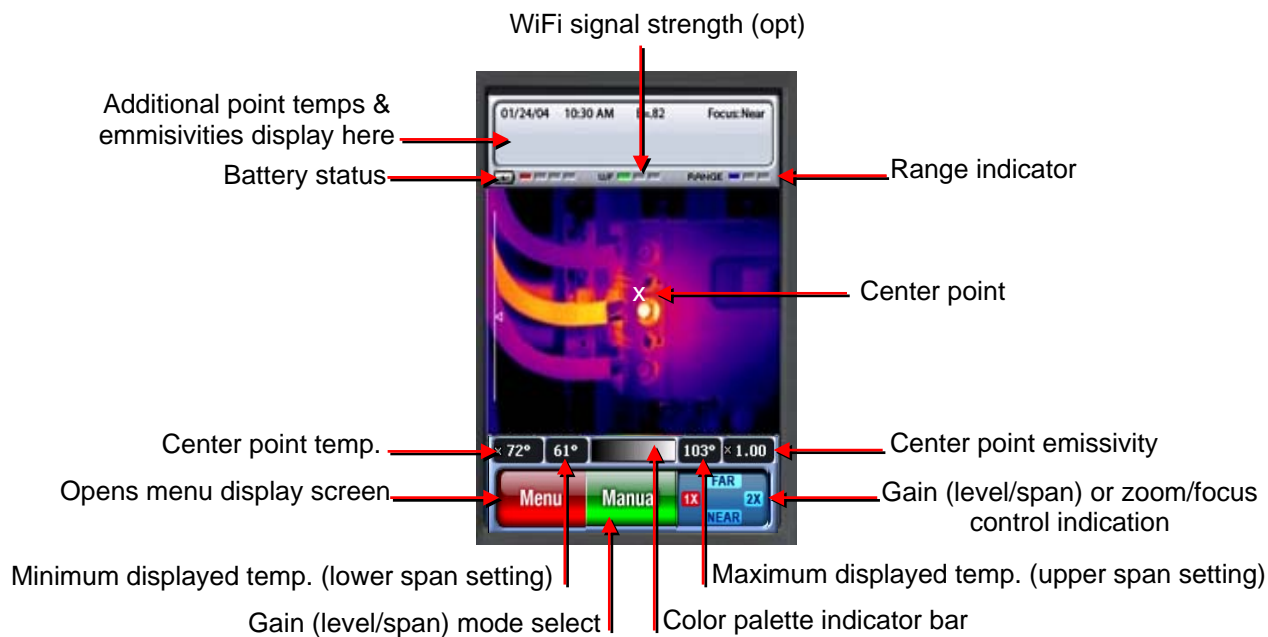 WiFi signal strength (opt)
Additional point temps &
emmisivities display here
01/24/04 10:30 AM .82 Focus:Near
Battery status
WF
RANGE
Range indicator
X
Center point
Center point temp.
× 72° 61° 103° × 1.00
Center point emissivity
Opens menu display screen
Menu Manual
FAR
1X 2X
NEAR
Gain (level/span) or zoom/focus
control indication
Minimum displayed temp. (lower span setting)
Maximum displayed temp. (upper span setting)
Gain (level/span) mode select
Color palette indicator bar